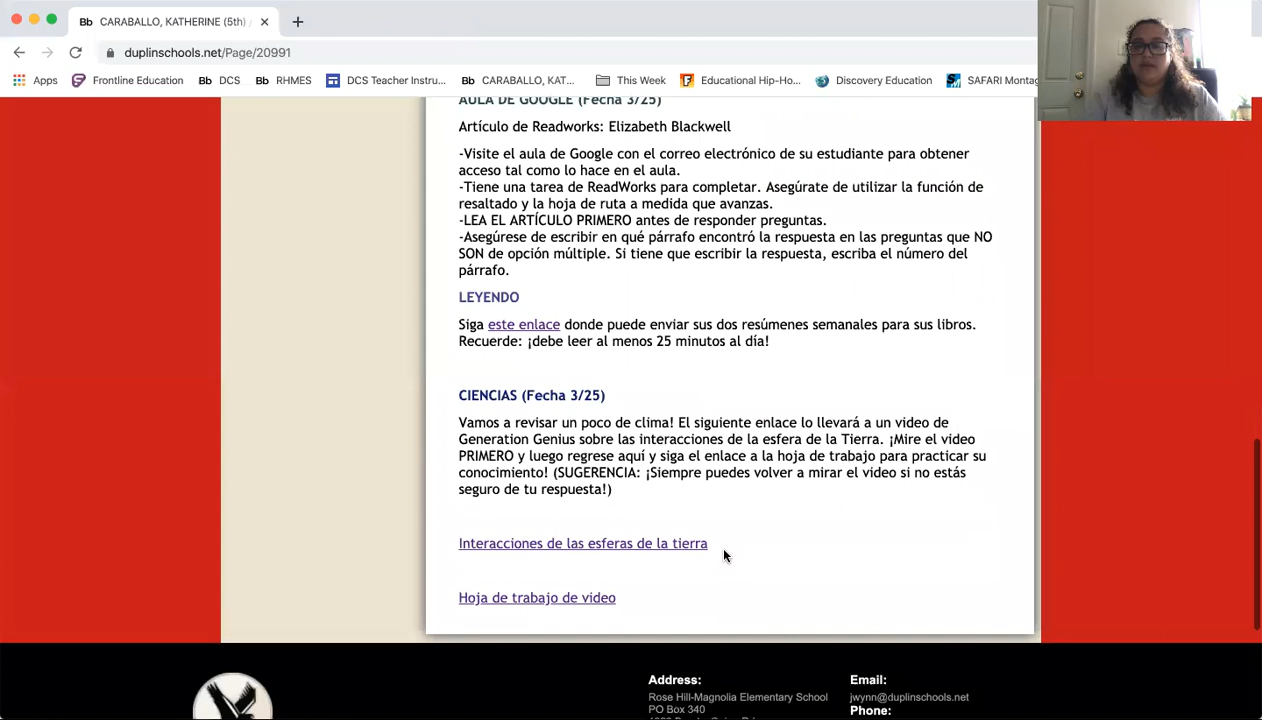 Bb CARABALLO, KATHERINE (5th)
duplinschools.net/Page/20991
Apps Frontline Education Bb DCS Bb RHMES DCS Teacher Instru... Bb CARABALLO, KAT... This Week Educational Hip-Ho... Discovery Education SAFARI Montag
AULA DE GOOGLE (Fecha 3/25)
Artículo de Readworks: Elizabeth Blackwell
-Visite el aula de Google con el correo electrónico de su estudiante para obtener
acceso tal como lo hace en el aula.
-Tiene una tarea de ReadWorks para completar. Asegúrate de utilizar la función de
resaltado y la hoja de ruta a medida que avanzas.
-LEA EL ARTÍCULO PRIMERO antes de responder preguntas.
-Asegúrese de escribir en qué párrafo encontró la respuesta en las preguntas que NO
SON de opción múltiple. Si tiene que escribir la respuesta, escriba el número del
párrafo.
LEYENDO
Siga este enlace donde puede enviar sus dos resúmenes semanales para sus libros.
Recuerde: ¡debe leer al menos 25 minutos al día!
CIENCIAS (Fecha 3/25)
Vamos a revisar un poco de clima! El siguiente enlace lo llevará a un video de
Generation Genius sobre las interacciones de la esfera de la Tierra. ¡Mire el video
PRIMERO y luego regrese aquí y siga el enlace a la hoja de trabajo para practicar su
conocimiento! (SUGERENCIA: ¡Siempre puedes volver a mirar el video si no estás
seguro de tu respuesta!)
Interacciones de las esferas de la tierra
Hoja de trabajo de video
Address:
Rose Hill-Magnolia Elementary School
PO Box 340
Email:
jwynn@duplinschools.net
Phone: